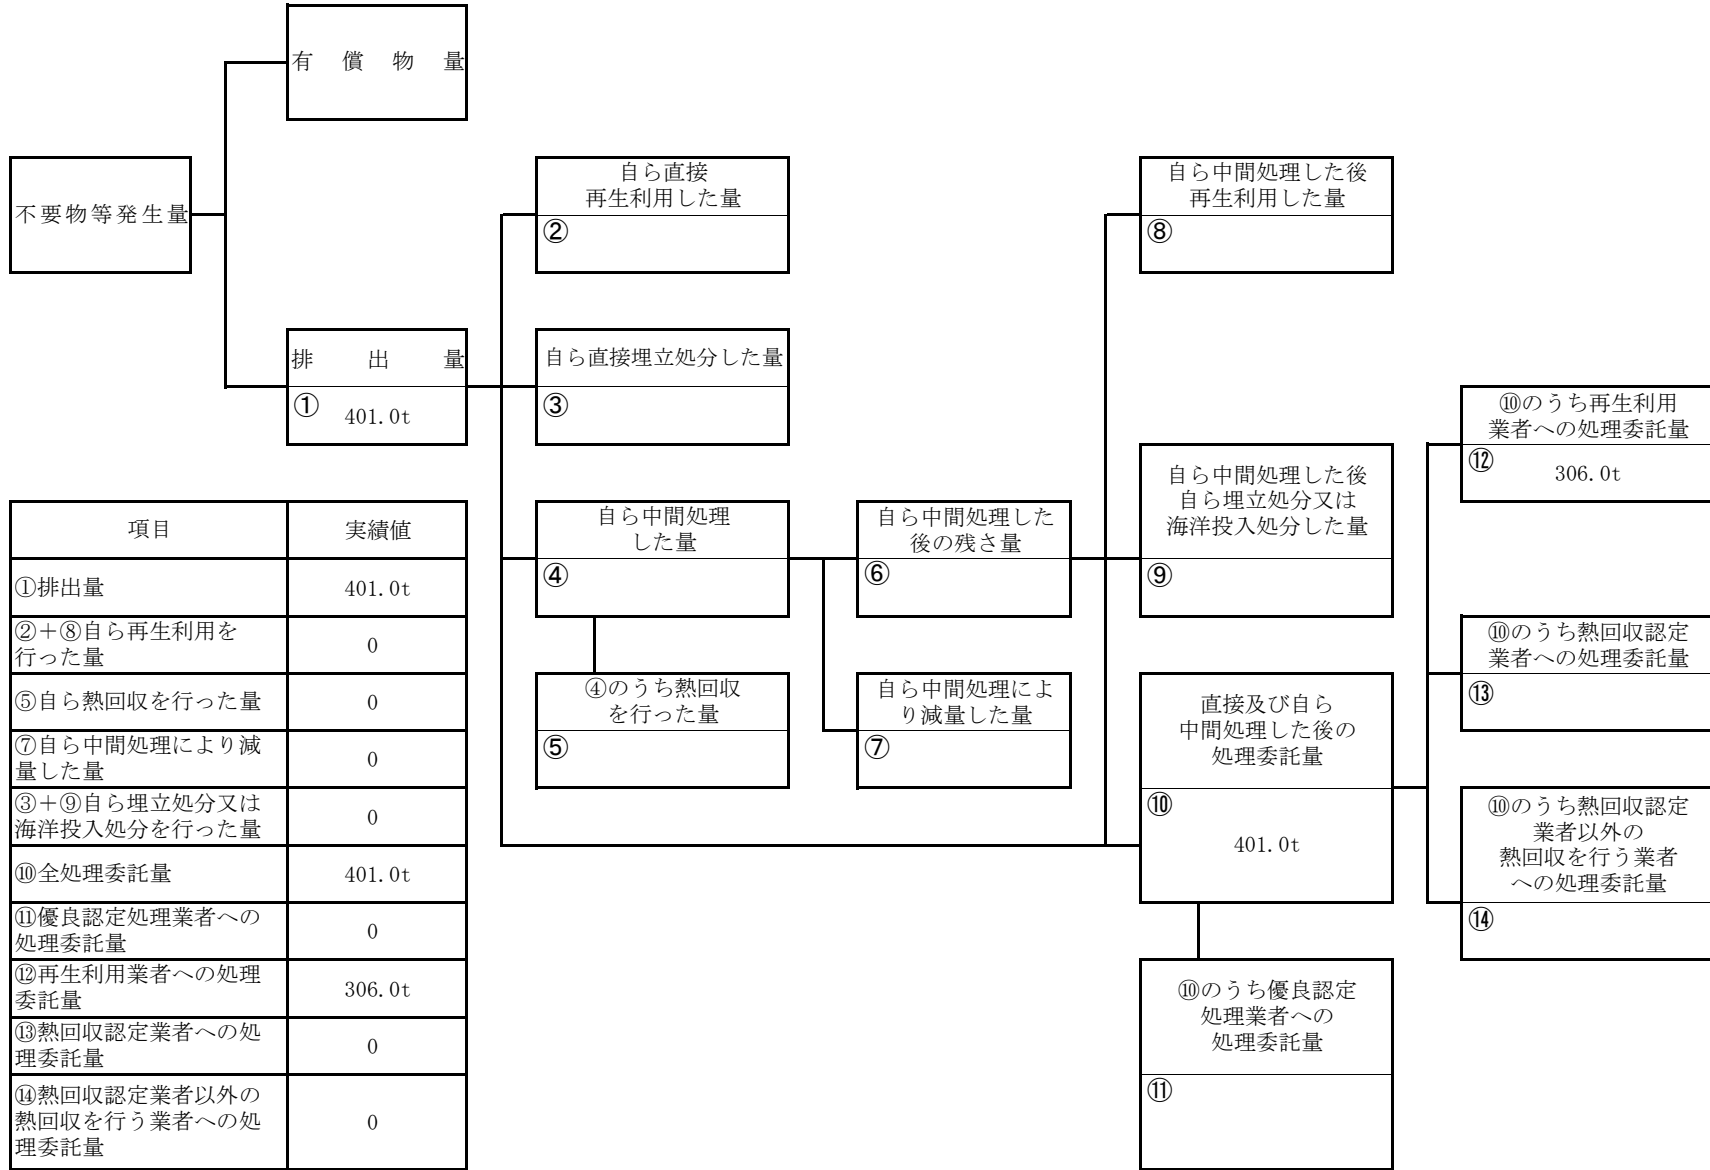 有償物量
不要物等発生量
排出量
①
401.0t
自ら直接
再生利用した量
②
自ら直接埋立処分した量
③
自ら中間処理
した量
④
④のうち熱回収
を行った量
⑤
自ら中間処理した
後の残さ量
⑥
自ら中間処理によ
り減量した量
⑦
自ら中間処理した後
再生利用した量
⑧
自ら中間処理した後
自ら埋立処分又は
海洋投入処分した量
⑨
直接及び自ら
中間処理した後の
処理委託量
⑩
401.0t
⑩のうち優良認定
処理業者への
処理委託量
⑪
⑩のうち再生利用
業者への処理委託量
⑫
306.0t
⑩のうち熱回収認定
業者への処理委託量
⑬
⑩のうち熱回収認定
業者以外の
熱回収を行う業者
への処理委託量
⑭
項目 実績値
①排出量 401.0t
②＋⑧自ら再生利用を
行った量 0
⑤自ら熱回収を行った量 0
⑦自ら中間処理により減
量した量 0
③＋⑨自ら埋立処分又は
海洋投入処分を行った量 0
⑩全処理委託量 401.0t
⑪優良認定処理業者への
処理委託量 0
⑫再生利用業者への処理
委託量 306.0t
⑬熱回収認定業者への処
理委託量 0
⑭熱回収認定業者以外の
熱回収を行う業者への処
理委託量 0